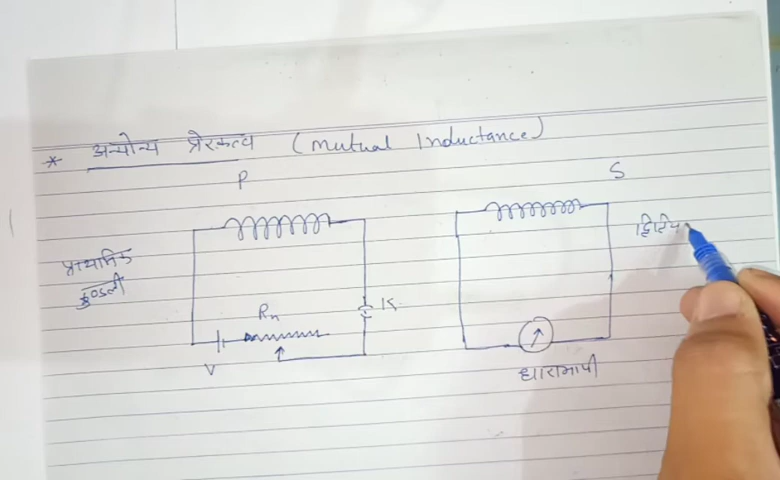 * अन्योन्य प्रेरकत्व (Mutual Inductance)
P
S
प्राथमिक
कुण्डली
द्वितिय
Rh
K
V
धारामापी